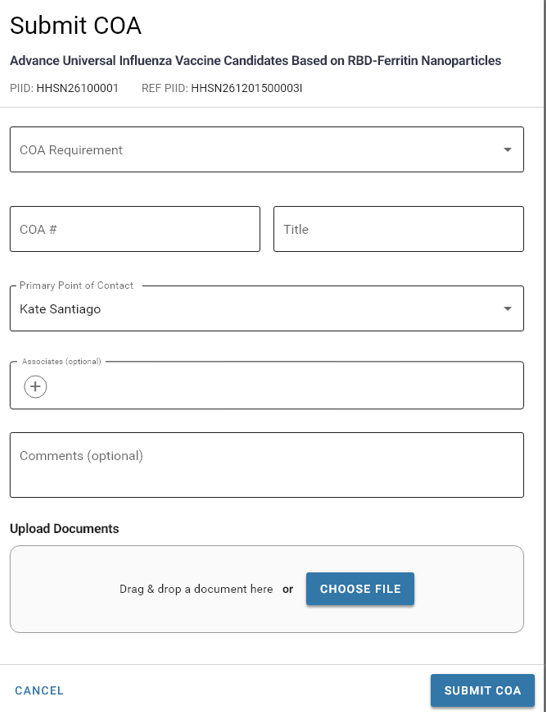 Submit COA
Advance Universal Influenza Vaccine Candidates Based on RBD-Ferritin Nanoparticles
PIID: HHSN26100001 REF PIID: HHSN261201500003I
COA Requirement
COA # Title
Primary Point of Contact
Kate Santiago
Associates (optional)
Comments (optional)
Upload Documents
Drag & drop a document here or CHOOSE FILE
CANCEL SUBMIT COA